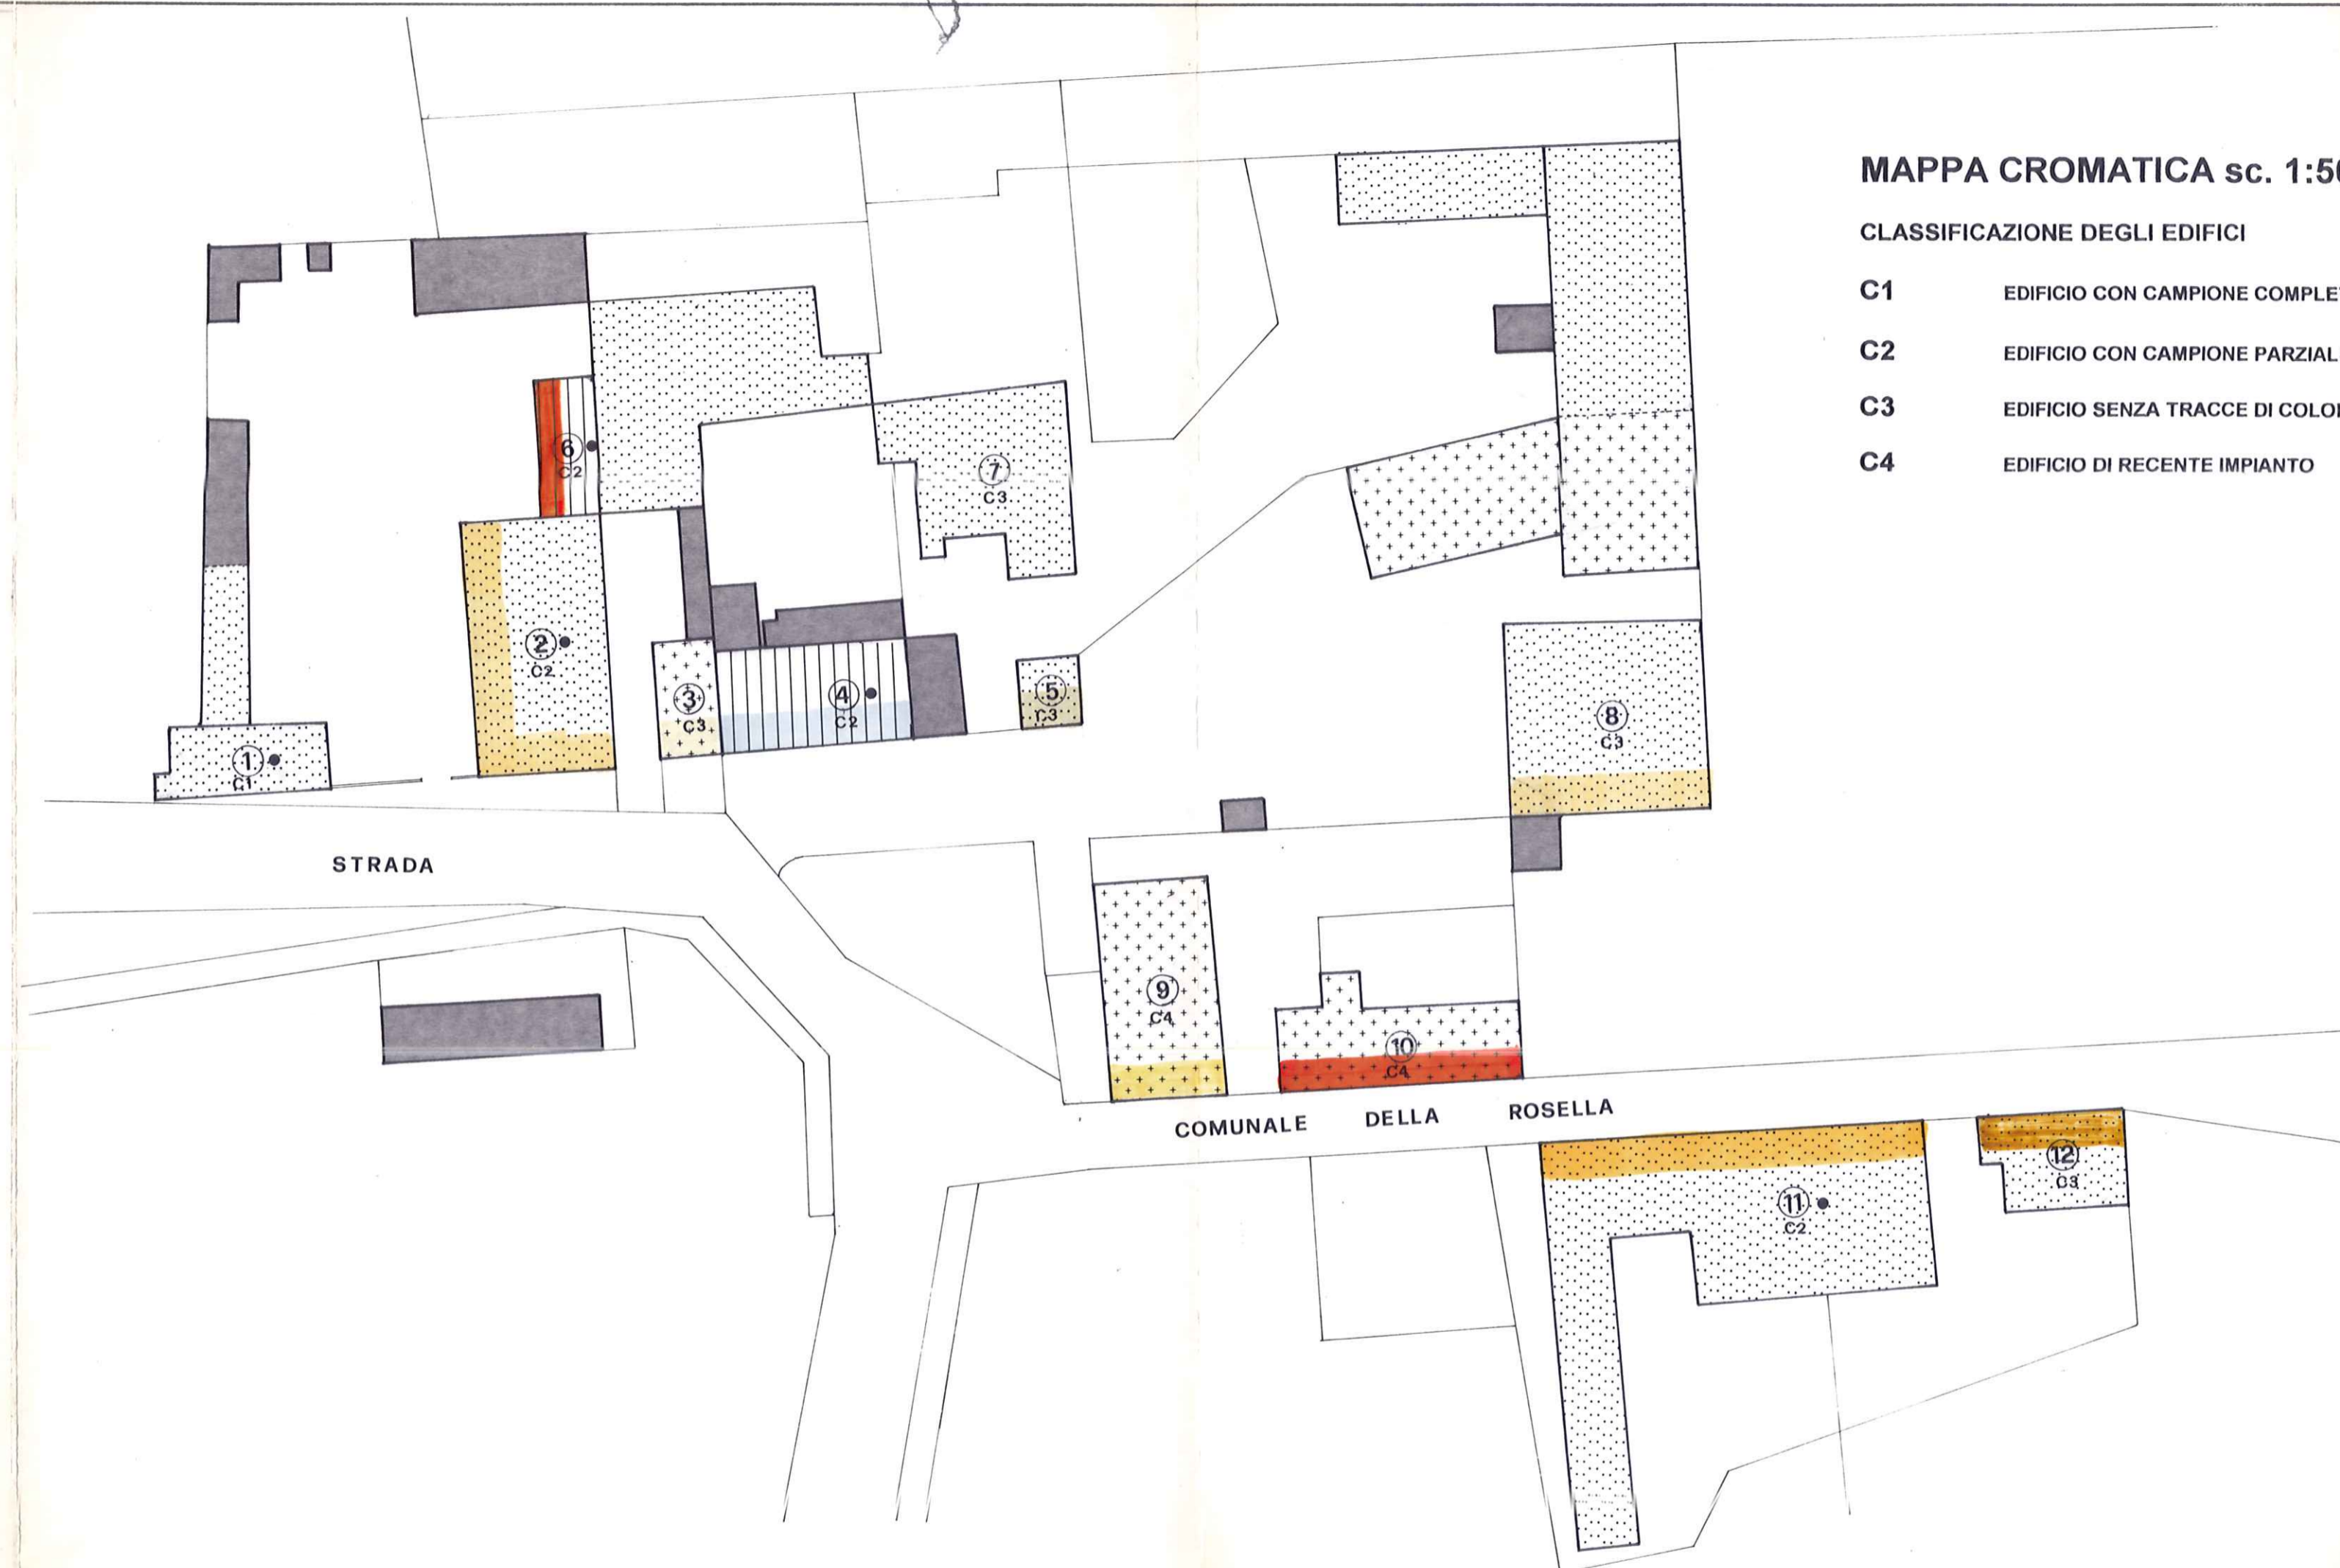 MAPPA CROMATICA sc. 1:50
CLASSIFICAZIONE DEGLI EDIFICI
C1 EDIFICIO CON CAMPIONE COMPLE
C2 EDIFICIO CON CAMPIONE PARZIAL
C3 EDIFICIO SENZA TRACCE DI COLO
C4 EDIFICIO DI RECENTE IMPIANTO
6
C2
7
C3
2
C2
3
C3
4
C2
5
C3
8
C3
1
C1
STRADA
9
C4
10
C4
COMUNALE DELLA ROSELLA
11
C2
12
C3